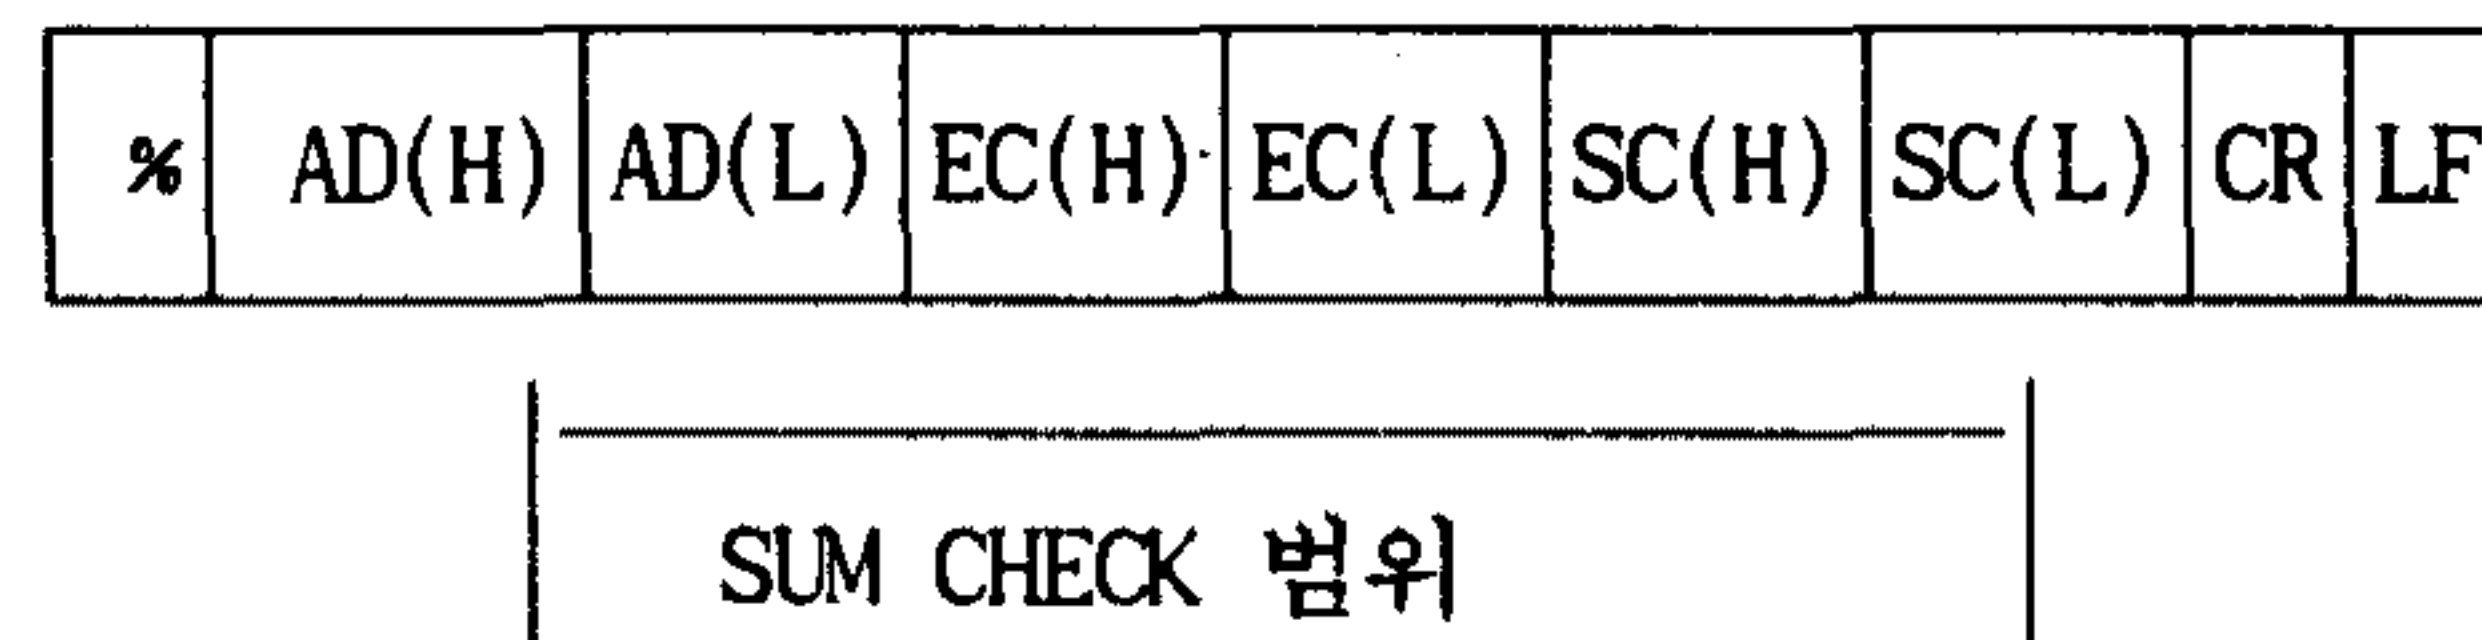 % AD(H) AD(L) EC(H) EC(L) SC(H) SC(L) CR LF
SUM CHECK 범위